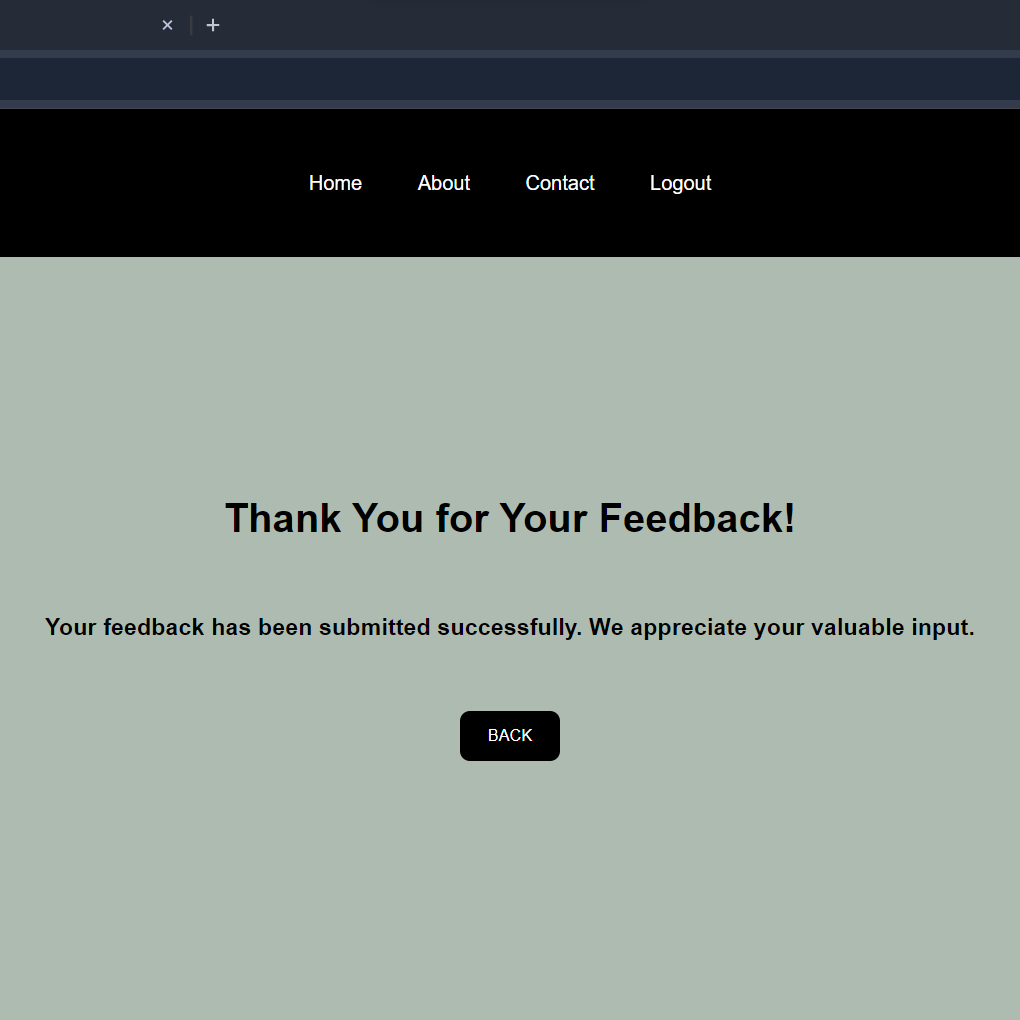 Home About Contact Logout
Thank You for Your Feedback!
Your feedback has been submitted successfully. We appreciate your valuable input.
BACK